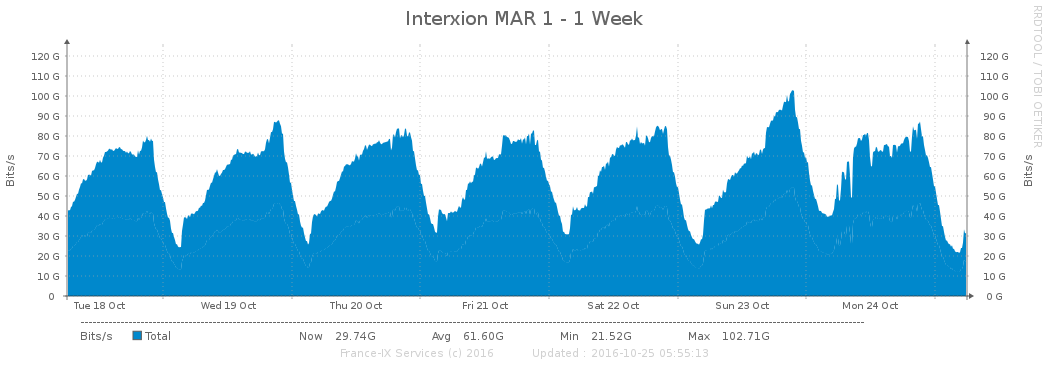 Interxion MAR 1 - 1 Week
RRDTOOL / TOBI OETIKER
Bits/s
120 G
110 G
100 G
90 G
80 G
70 G
60 G
50 G
40 G
30 G
20 G
10 G
0
120 G
110 G
100 G
90 G
80 G
70 G
60 G
50 G
40 G
30 G
20 G
10 G
0 G
Bits/s
Tue 18 Oct Wed 19 Oct Thu 20 Oct Fri 21 Oct Sat 22 Oct Sun 23 Oct Mon 24 Oct
Bits/s Total Now 29.74G Avg 61.60G Min 21.52G Max 102.71G
France-IX Services (c) 2016 Updated : 2016-10-25 05:55:13